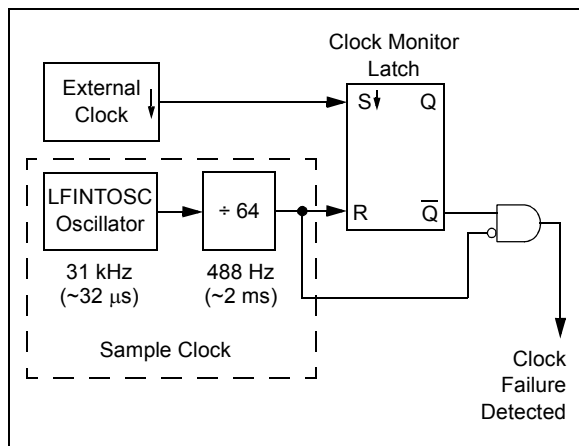 Clock Monitor
Latch
External
Clock
S
Q
LFINTOSC
Oscillator
÷ 64
R
Q̅
31 kHz
(~32 μs)
488 Hz
(~2 ms)
Sample Clock
Clock
Failure
Detected